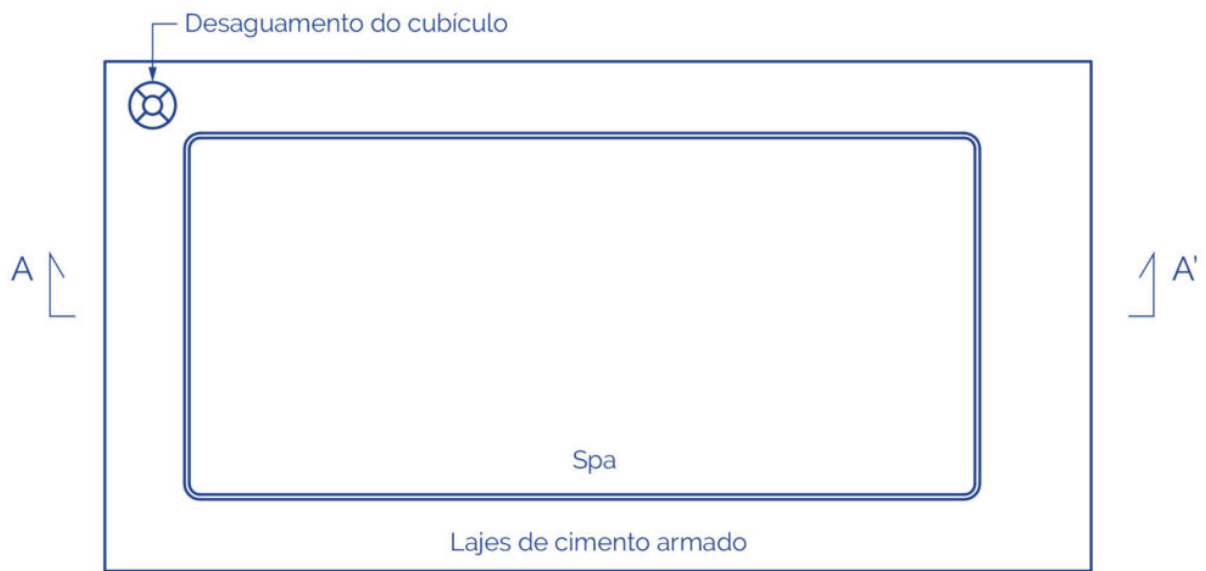 Desaguamento do cubículo
A
A'
Spa
Lajes de cimento armado